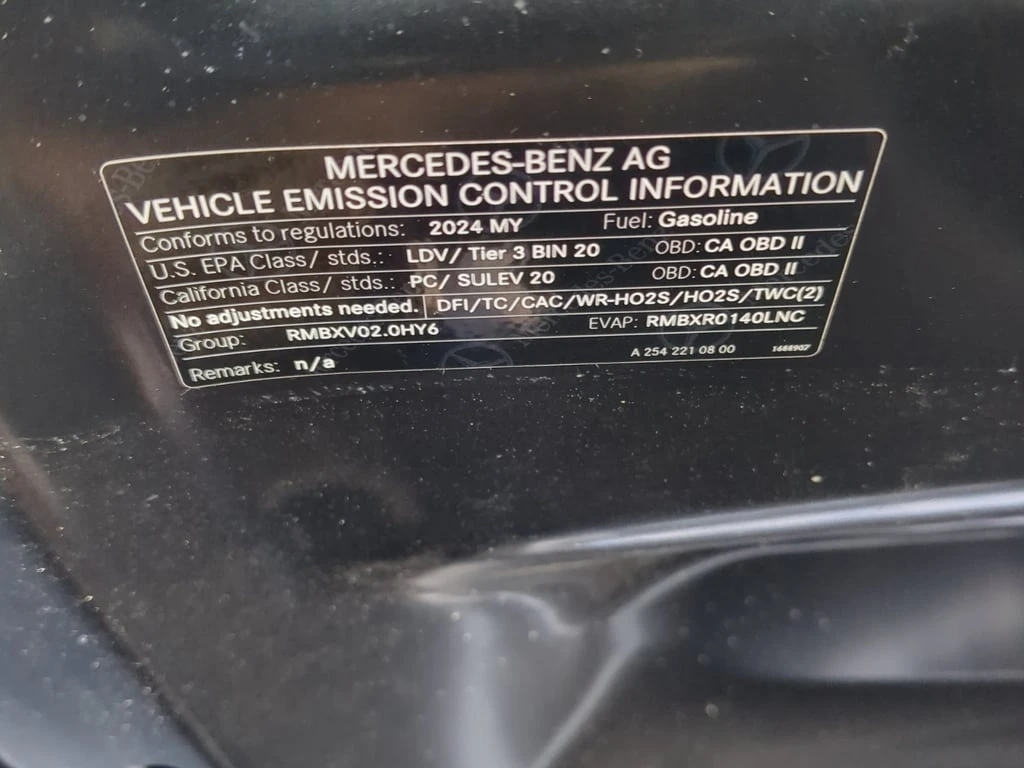 MERCEDES-BENZ AG
VEHICLE EMISSION CONTROL INFORMATION
Conforms to regulations: 2024 MY Fuel: Gasoline
U.S. EPA Class/ stds.: LDV/ Tier 3 BIN 20 OBD: CA OBD II
California Class/ stds.: PC/ SULEV 20 OBD: CA OBD II
No adjustments needed. DFI/TC/CAC/WR-HO2S/HO2S/TWC(2)
Group: RMBXV02.0HY6 EVAP: RMBXR0140LNC
Remarks: n/a A 254 221 08 00